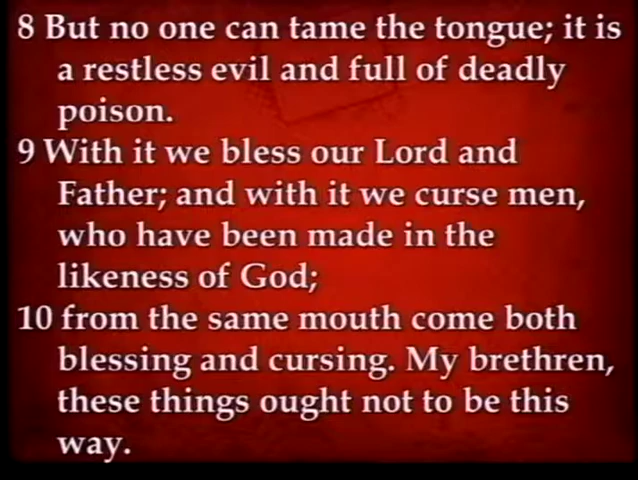 8 But no one can tame the tongue; it is
a restless evil and full of deadly
poison.
9 With it we bless our Lord and
Father; and with it we curse men,
who have been made in the
likeness of God;
10 from the same mouth come both
blessing and cursing. My brethren,
these things ought not to be this
way.